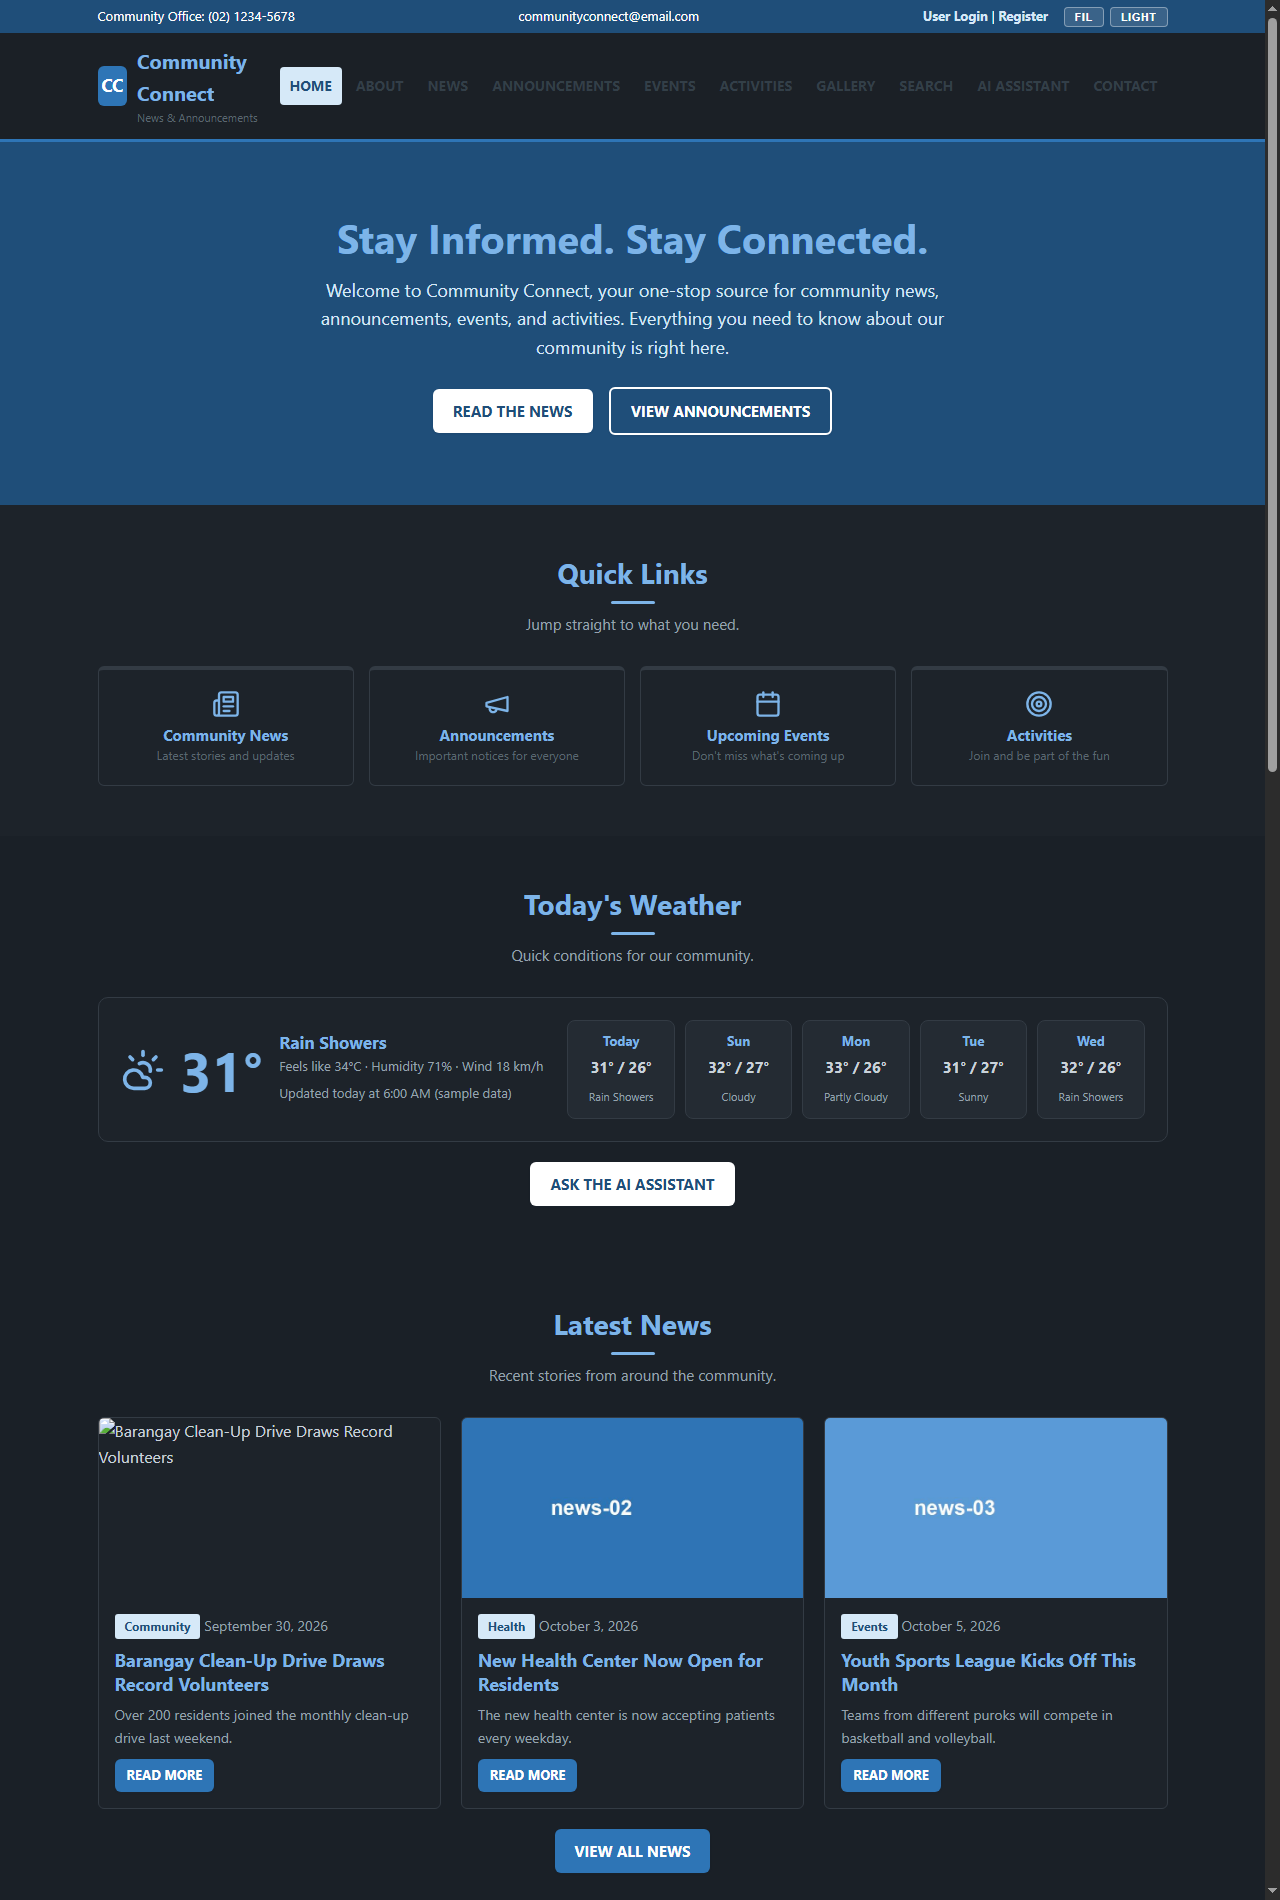 Community Office: (02) 1234-5678
communityconnect@email.com
User Login | Register
FIL
LIGHT
CC
Community
Connect
News & Announcements
HOME
ABOUT
NEWS
ANNOUNCEMENTS
EVENTS
ACTIVITIES
GALLERY
SEARCH
AI ASSISTANT
CONTACT
Stay Informed. Stay Connected.
Welcome to Community Connect, your one-stop source for community news,
announcements, events, and activities. Everything you need to know about our
community is right here.
READ THE NEWS
VIEW ANNOUNCEMENTS
Quick Links
Jump straight to what you need.
Community News
Latest stories and updates
Announcements
Important notices for everyone
Upcoming Events
Don't miss what's coming up
Activities
Join and be part of the fun
Today's Weather
Quick conditions for our community.
31°
Rain Showers
Feels like 34°C · Humidity 71% · Wind 18 km/h
Updated today at 6:00 AM (sample data)
Today
31° / 26°
Rain Showers
Sun
32° / 27°
Cloudy
Mon
33° / 26°
Partly Cloudy
Tue
31° / 27°
Sunny
Wed
32° / 26°
Rain Showers
ASK THE AI ASSISTANT
Latest News
Recent stories from around the community.
Barangay Clean-Up Drive Draws Record
Volunteers
Community September 30, 2026
Barangay Clean-Up Drive Draws
Record Volunteers
Over 200 residents joined the monthly clean-up
drive last weekend.
READ MORE
news-02
Health October 3, 2026
New Health Center Now Open for
Residents
The new health center is now accepting patients
every weekday.
READ MORE
news-03
Events October 5, 2026
Youth Sports League Kicks Off This
Month
Teams from different puroks will compete in
basketball and volleyball.
READ MORE
VIEW ALL NEWS